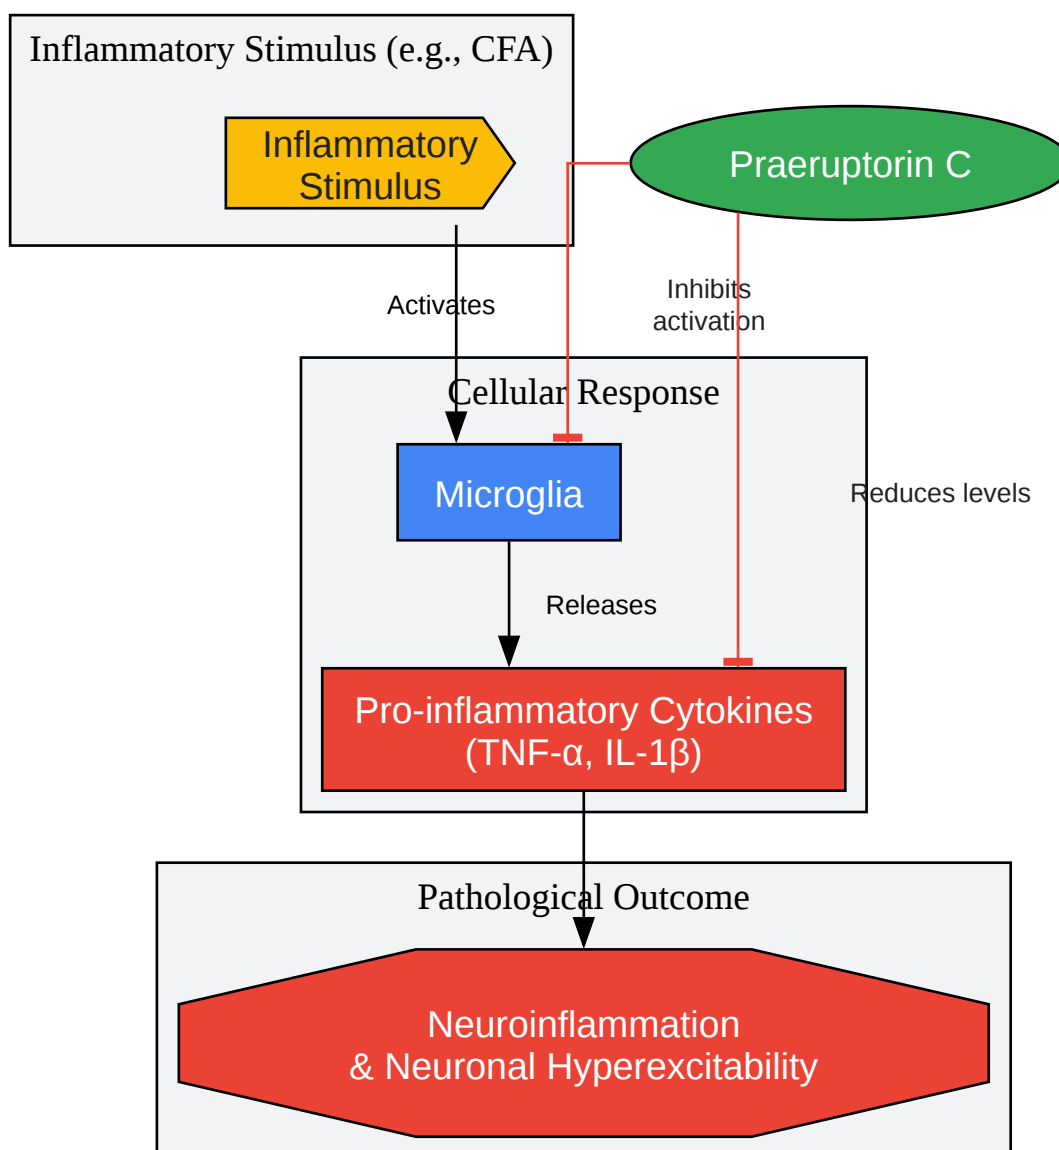 Inflammatory Stimulus (e.g., CFA)
Inflammatory
Stimulus
Praeruptorin C
Activates
Inhibits
activation
Cellular Response
Microglia
Reduces levels
Releases
Pro-inflammatory Cytokines
(TNF-α, IL-1β)
Pathological Outcome
Neuroinflammation
& Neuronal Hyperexcitability